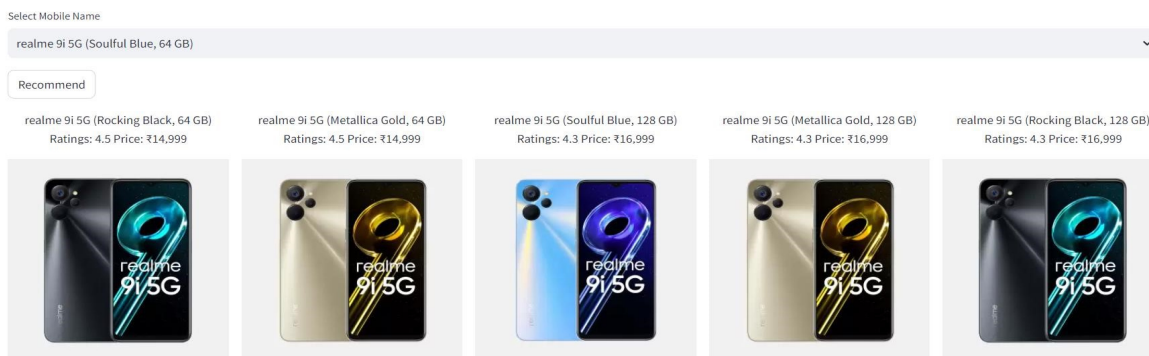 Select Mobile Name
realme 9i 5G (Soulful Blue, 64 GB)
Recommend
realme 9i 5G (Rocking Black, 64 GB)
Ratings: 4.5 Price: ₹14,999
realme 9i 5G (Metallica Gold, 64 GB)
Ratings: 4.5 Price: ₹14,999
realme 9i 5G (Soulful Blue, 128 GB)
Ratings: 4.3 Price: ₹16,999
realme 9i 5G (Metallica Gold, 128 GB)
Ratings: 4.3 Price: ₹16,999
realme 9i 5G (Rocking Black, 128 GB)
Ratings: 4.3 Price: ₹16,999
realme
9i 5G
realme
9i 5G
realme
9i 5G
realme
9i 5G
realme
9i 5G